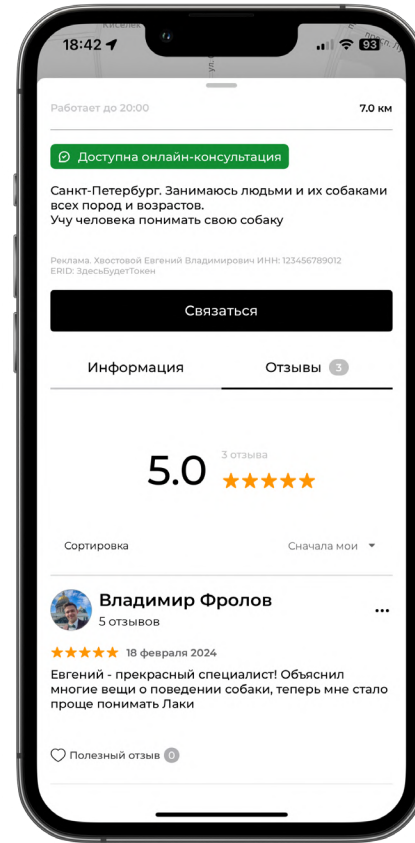 Киселек
18:42
93
ул.
Работает до 20:00
7.0 км
Доступна онлайн-консультация
Санкт-Петербург. Занимаюсь людьми и их собаками
всех пород и возрастов.
Учу человека понимать свою собаку
Реклама. Хвостовой Евгений Владимирович ИНН: 123456789012
ERID: ЗдесьБудетТокен
Связаться
Информация
Отзывы 3
5.0
3 отзыва
Сортировка
Сначала мои
Владимир Фролов
5 отзывов
18 февраля 2024
Евгений - прекрасный специалист! Объяснил
многие вещи о поведении собаки, теперь мне стало
проще понимать Лаки
Полезный отзыв 0